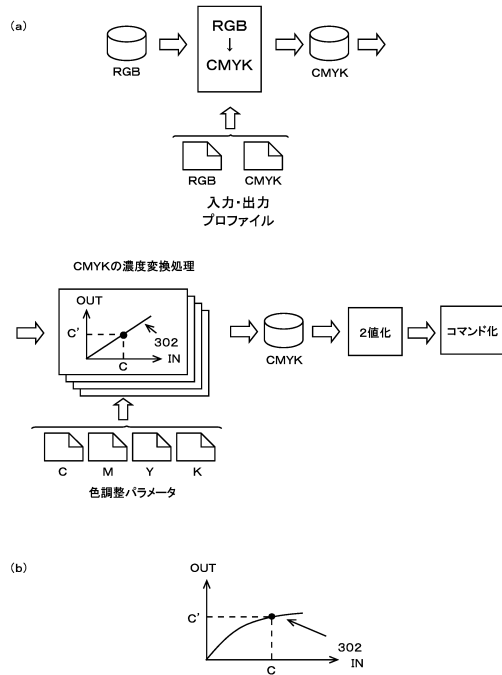 (a)
RGB
RGB
↓
CMYK
CMYK
RGB
CMYK
入力・出力
プロファイル
CMYKの濃度変換処理
OUT
C'
302
C
IN
CMYK
2値化
コマンド化
C
M
Y
K
色調整パラメータ
(b)
OUT
C'
302
C
IN